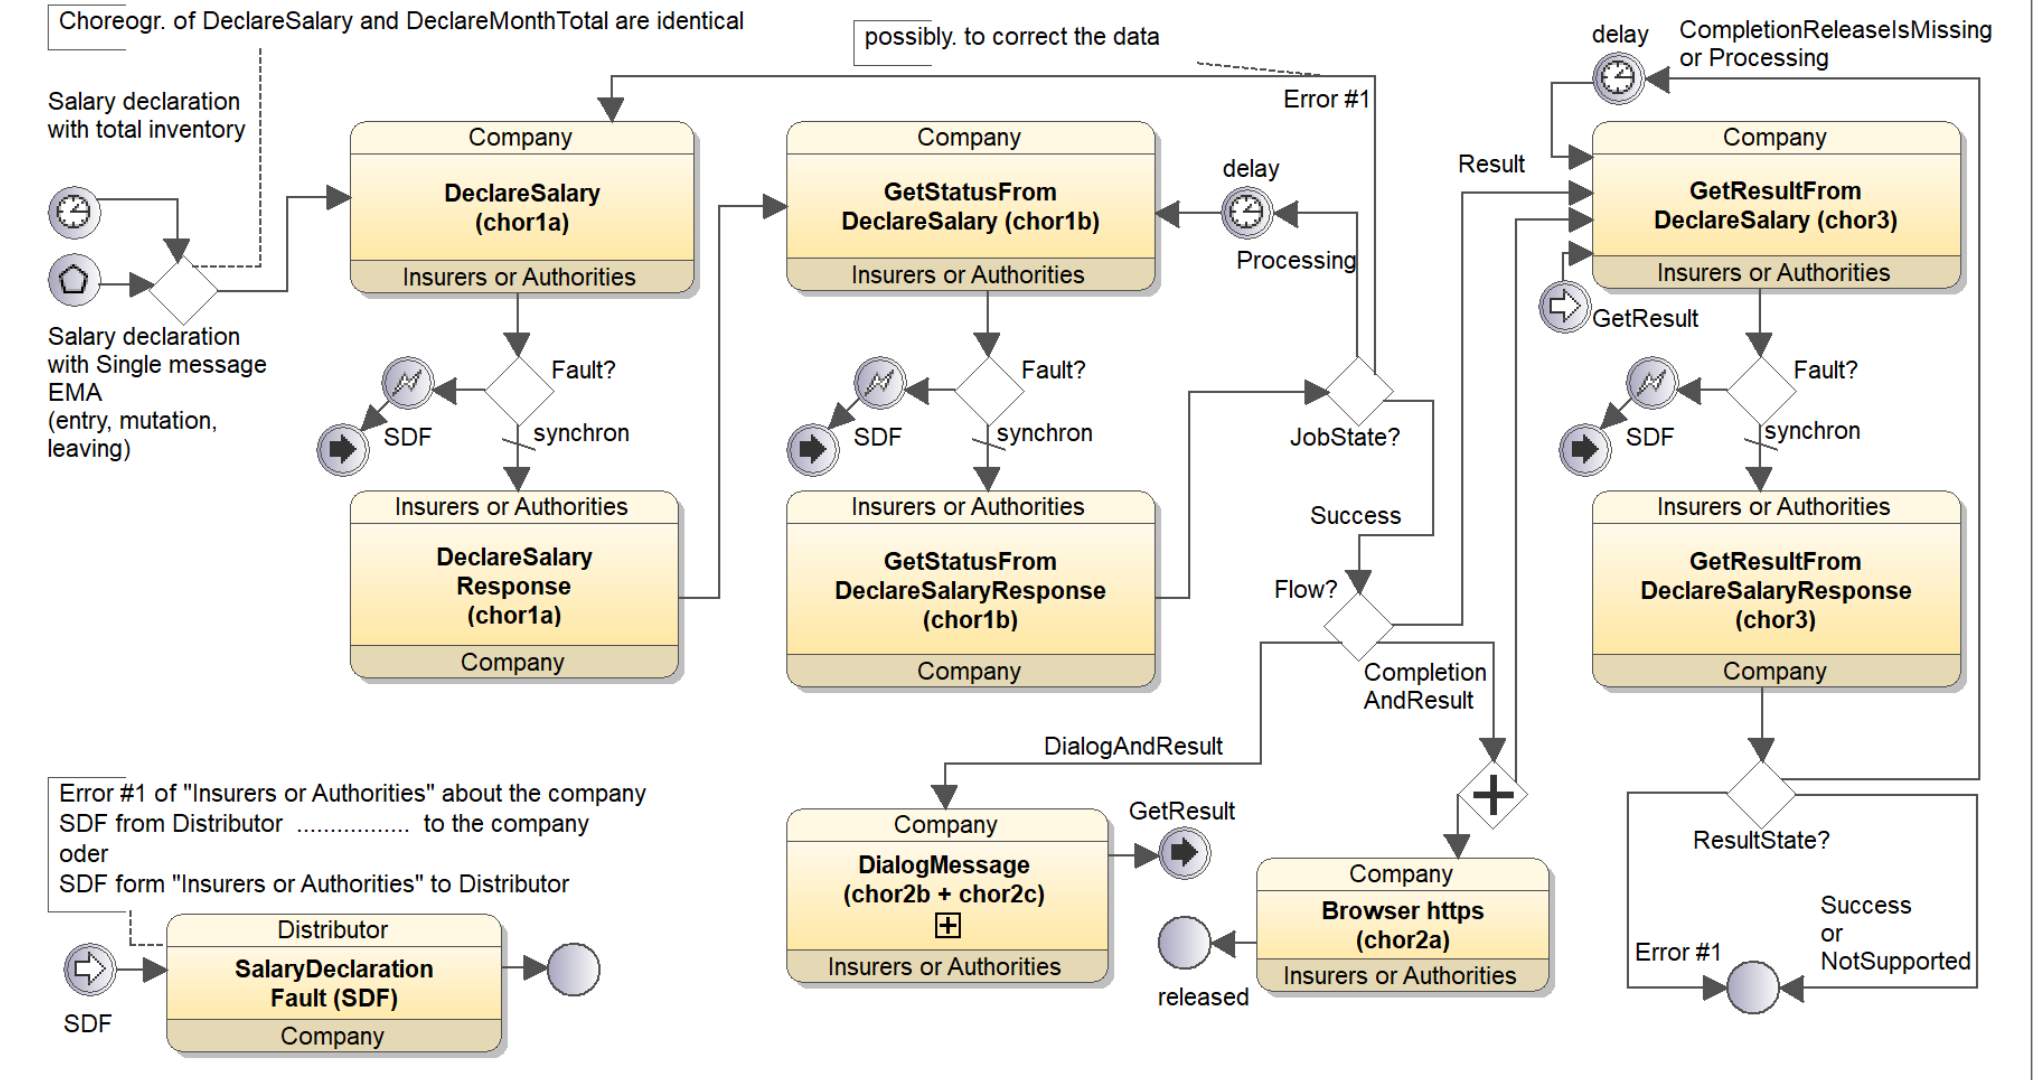 Choreogr. of DeclareSalary and DeclareMonthTotal are identical
possibly. to correct the data
delay
CompletionReleaseIsMissing
or Processing
Salary declaration
with total inventory
Error #1
Company
DeclareSalary
(chor1a)
Insurers or Authorities
Company
GetStatusFrom
DeclareSalary (chor1b)
Insurers or Authorities
delay
Processing
Result
Company
GetResultFrom
DeclareSalary (chor3)
Insurers or Authorities
GetResult
Salary declaration
with Single message
EMA
(entry, mutation,
leaving)
Fault?
SDF
synchron
Fault?
SDF
synchron
JobState?
Fault?
SDF
synchron
Insurers or Authorities
DeclareSalary
Response
(chor1a)
Company
Insurers or Authorities
GetStatusFrom
DeclareSalaryResponse
(chor1b)
Company
Success
Flow?
Insurers or Authorities
GetResultFrom
DeclareSalaryResponse
(chor3)
Company
Completion
AndResult
DialogAndResult
Error #1 of "Insurers or Authorities" about the company
SDF from Distributor ................. to the company
oder
SDF form "Insurers or Authorities" to Distributor
Company
DialogMessage
(chor2b + chor2c)
Insurers or Authorities
GetResult
Company
Browser https
(chor2a)
Insurers or Authorities
released
ResultState?
Error #1
Success
or
NotSupported
SDF
Distributor
SalaryDeclaration
Fault (SDF)
Company